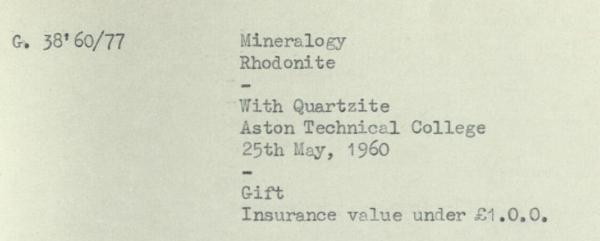 G. 38'60/77 Mineralogy
Rhodonite
-
With Quartzite
Aston Technical College
25th May, 1960
-
Gift
Insurance value under £1.0.0.